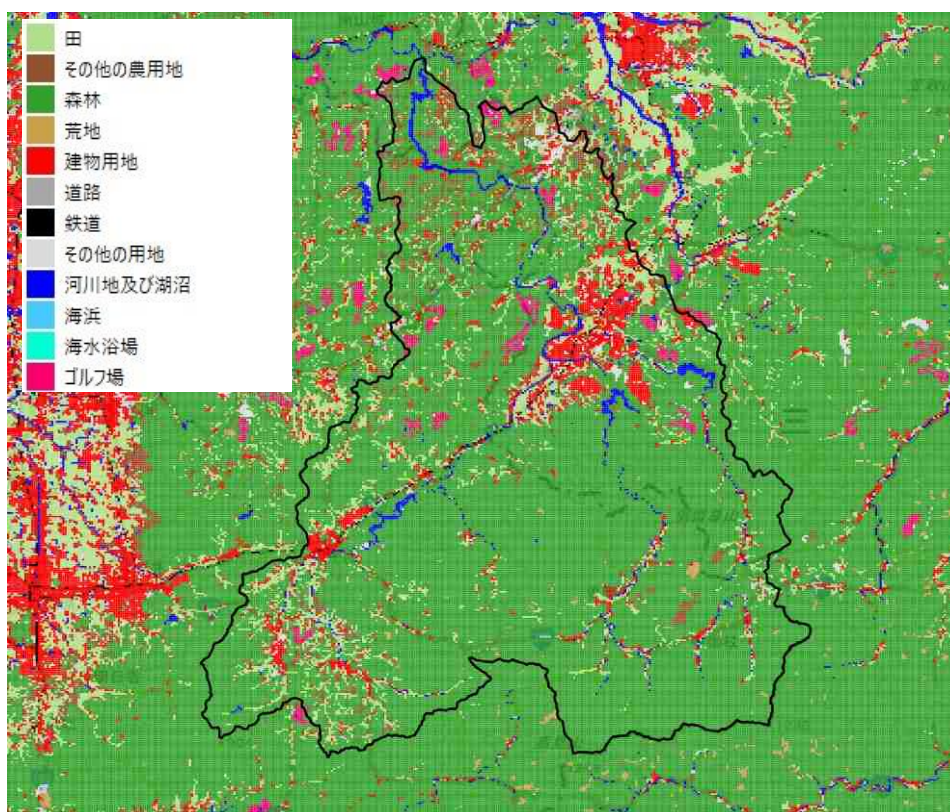 田
その他の農用地
森林
荒地
建物用地
道路
鉄道
その他の用地
河川地及び湖沼
海浜
海水浴場
ゴルフ場